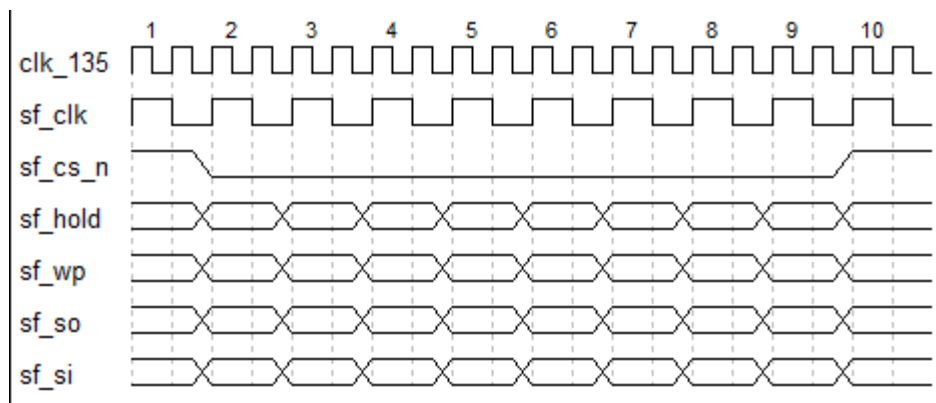 1 2 3 4 5 6 7 8 9 10
clk_135
sf_clk
sf_cs_n
sf_hold
sf_wp
sf_so
sf_si